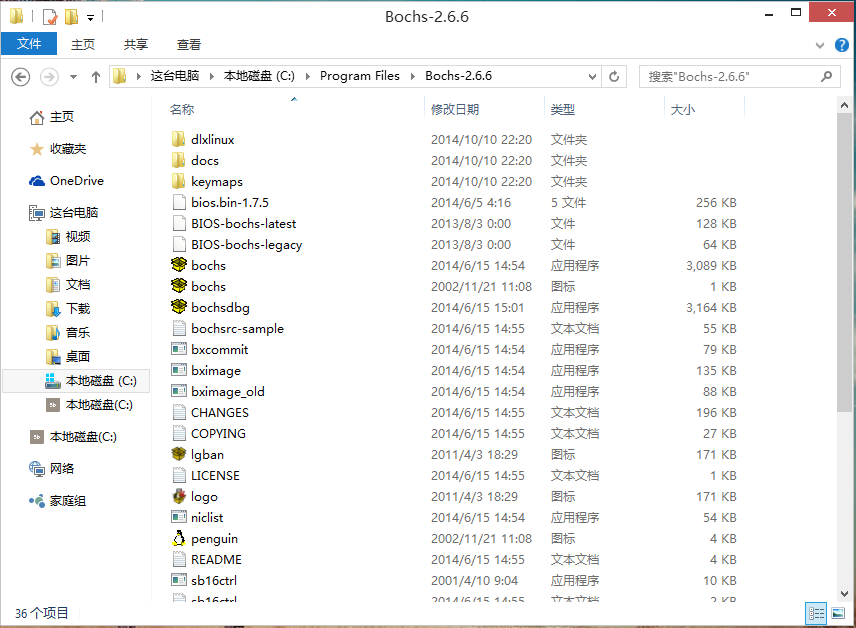 Bochs-2.6.6
文件 主页 共享 查看
这台电脑 本地磁盘 (C:) Program Files Bochs-2.6.6 搜索"Bochs-2.6.6"
名称 修改日期 类型 大小
主页
收藏夹
OneDrive
这台电脑
视频
图片
文档
下载
音乐
桌面
本地磁盘 (C:)
本地磁盘(C:)
本地磁盘(C:)
网络
家庭组
dlxlinux 2014/10/10 22:20 文件夹
docs 2014/10/10 22:20 文件夹
keymaps 2014/10/10 22:20 文件夹
bios.bin-1.7.5 2014/6/5 4:16 5 文件 256 KB
BIOS-bochs-latest 2013/8/3 0:00 文件 128 KB
BIOS-bochs-legacy 2013/8/3 0:00 文件 64 KB
bochs 2014/6/15 14:54 应用程序 3,089 KB
bochs 2002/11/21 11:08 图标 1 KB
bochsdbg 2014/6/15 15:01 应用程序 3,164 KB
bochsrc-sample 2014/6/15 14:55 文本文档 55 KB
bxcommit 2014/6/15 14:54 应用程序 79 KB
bximage 2014/6/15 14:54 应用程序 135 KB
bximage_old 2014/6/15 14:54 应用程序 88 KB
CHANGES 2014/6/15 14:55 文本文档 196 KB
COPYING 2014/6/15 14:55 文本文档 27 KB
lgban 2011/4/3 18:29 图标 171 KB
LICENSE 2014/6/15 14:55 文本文档 1 KB
logo 2011/4/3 18:29 图标 171 KB
niclist 2014/6/15 14:54 应用程序 54 KB
penguin 2002/11/21 11:08 图标 4 KB
README 2014/6/15 14:55 文本文档 4 KB
sb16ctrl 2001/4/10 9:04 应用程序 10 KB
sb16ctrl 2014/6/15 14:55 文本文档 2 KB
36 个项目